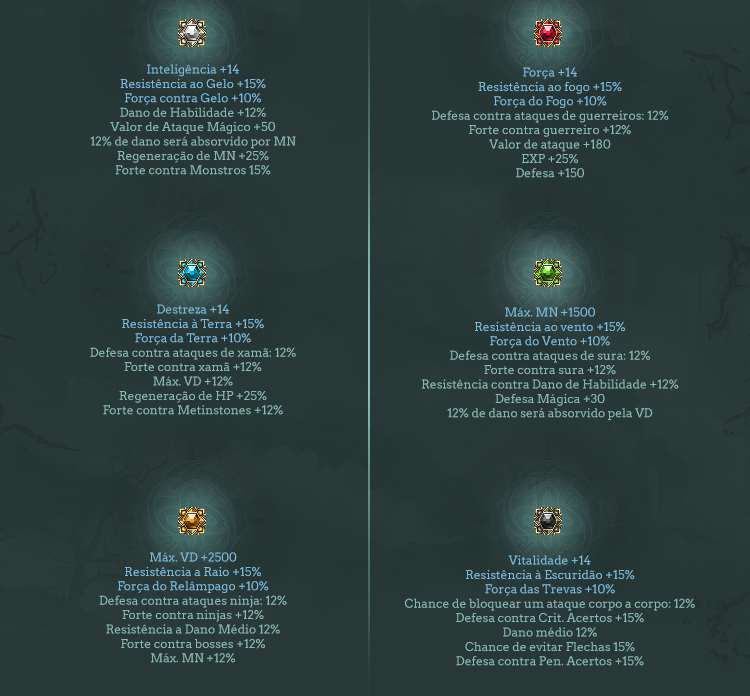 Inteligência +14
Resistência ao Gelo +15%
Força contra Gelo +10%
Dano de Habilidade +12%
Valor de Ataque Mágico +50
12% de dano será absorvido por MN
Regeneração de MN +25%
Forte contra Monstros 15%
Força +14
Resistência ao fogo +15%
Força do Fogo +10%
Defesa contra ataques de guerreiros: 12%
Forte contra guerreiro +12%
Valor de ataque +180
EXP +25%
Defesa +150
Destreza +14
Resistência à Terra +15%
Força da Terra +10%
Defesa contra ataques de xamã: 12%
Forte contra xamã +12%
Máx. VD +12%
Regeneração de HP +25%
Forte contra Metinstones +12%
Máx. MN +1500
Resistência ao vento +15%
Força do Vento +10%
Defesa contra ataques de sura: 12%
Forte contra sura +12%
Resistência contra Dano de Habilidade +12%
Defesa Mágica +30
12% de dano será absorvido pela VD
Máx. VD +2500
Resistência a Raio +15%
Força do Relâmpago +10%
Defesa contra ataques ninja: 12%
Forte contra ninjas +12%
Resistência a Dano Médio 12%
Forte contra bosses +12%
Máx. MN +12%
Vitalidade +14
Resistência à Escuridão +15%
Força das Trevas +10%
Chance de bloquear um ataque corpo a corpo: 12%
Defesa contra Crit. Acertos +15%
Dano médio 12%
Chance de evitar Flechas 15%
Defesa contra Pen. Acertos +15%